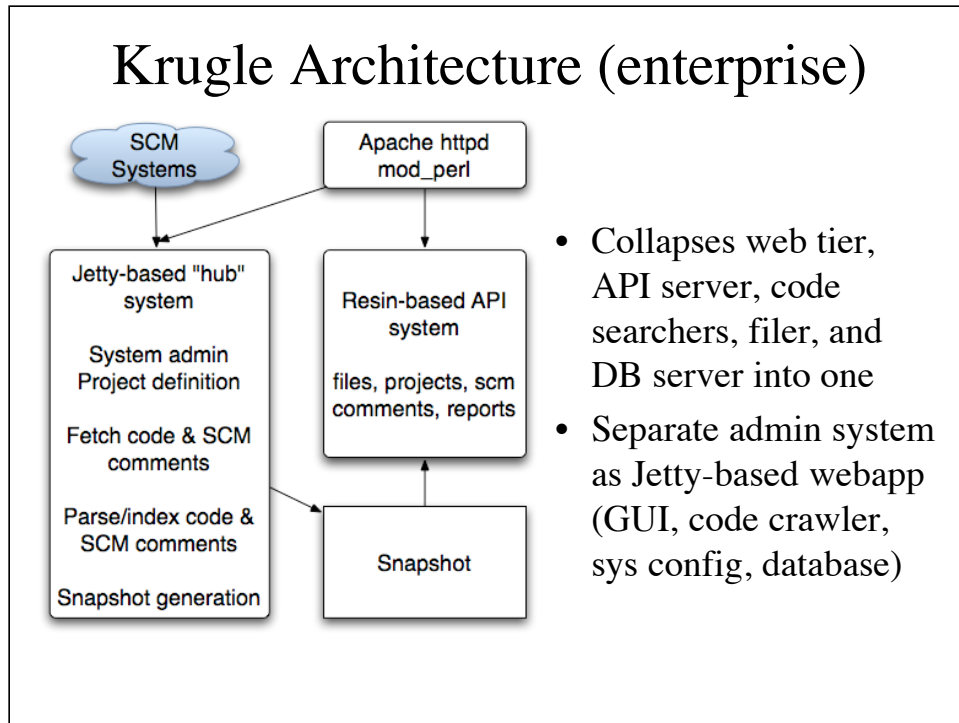 Krugle Architecture (enterprise)
SCM
Systems
Apache httpd
mod_perl
Jetty-based "hub"
system
System admin
Project definition
Fetch code & SCM
comments
Parse/index code &
SCM comments
Snapshot generation
Resin-based API
system
files, projects, scm
comments, reports
Snapshot
• Collapses web tier,
API server, code
searchers, filer, and
DB server into one
• Separate admin system
as Jetty-based webapp
(GUI, code crawler,
sys config, database)